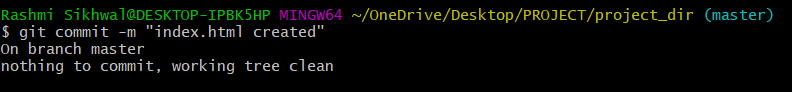 Rashmi Sikhwal@DESKTOP-IPBK5HP MINGW64 ~/OneDrive/Desktop/PROJECT/project_dir (master)
$ git commit -m "index.html created"
On branch master
nothing to commit, working tree clean